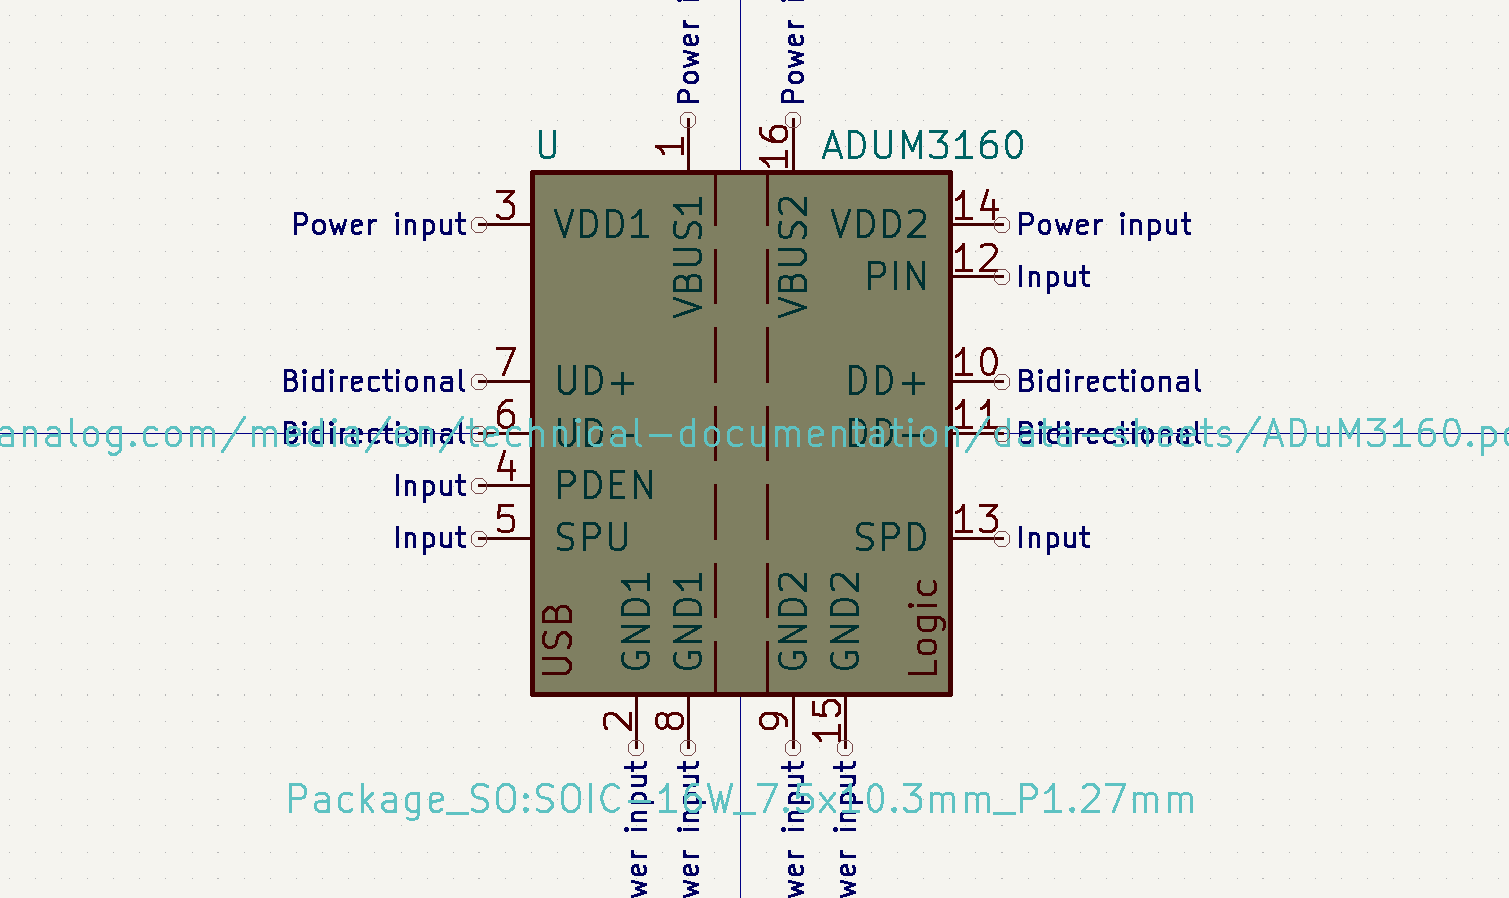 Power
Power
1
16
U
ADUM3160
3
VDD1
VBUS1
VBUS2
VDD2
14
Power input
Power input
PIN
12
Input
7
Bidirectional
UD+
DD+
10
Bidirectional
6
11
Bidirectional
UD-
DD-
Bidirectional
analog.com/media/en/technical-documentation/data-sheets/ADuM3160.pd
4
Input
PDEN
5
Input
SPU
SPD
13
Input
USB
GND1
GND1
GND2
GND2
Logic
2
8
9
15
wer input
wer input
wer input
wer input
Package_SO:SOIC-16W_7.5x10.3mm_P1.27mm